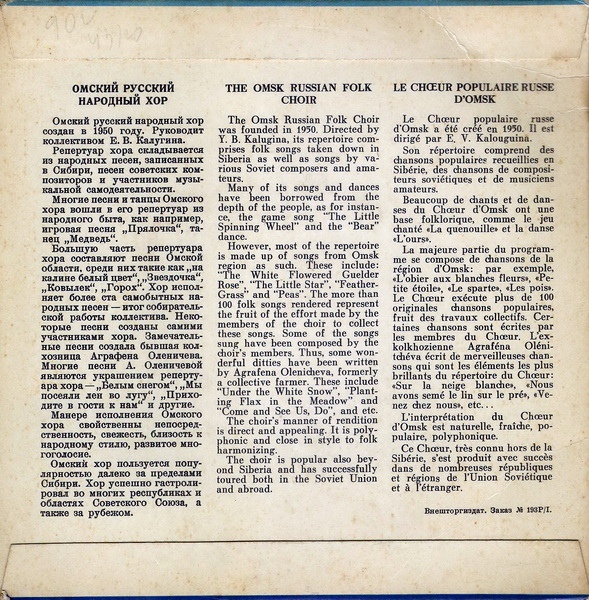 ОМСКИЙ РУССКИЙ
НАРОДНЫЙ ХОР
Омский русский народный хор
создан в 1950 году. Руководит
коллективом Е. В. Калугина.
Репертуар хора складывается
из народных песен, записанных
в Сибири, песен советских ком-
позиторов и участников музы-
кальной самодеятельности.
Многие песни и танцы Омского
хора вошли в его репертуар из
народного быта, как например,
игровая песня „Прялочка", та-
нец „Медведь".
Большую часть репертуара
хора составляют песни Омской
области, среди них такие как „на
калине белый цвет", „Звездочка",
„Ковылек", „Горох". Хор испол-
няет более ста самобытных на-
родных песен — итог собиратель-
ской работы коллектива. Неко-
торые песни созданы самими
участниками хора. Замечатель-
ные песни создала бывшая кол-
хозница Аграфена Оленичева.
Многие песни А. Оленичевой
являются украшением реперту-
ара хора — „Белым снегом", „Мы
посеяли лен во лугу", „Прихо-
дите в гости к нам" и другие.
Манере исполнения Омского
хора свойственны непосред-
ственность, свежесть, близость к
народному стилю, развитое мно-
гоголосие.
Омский хор пользуется попу-
лярностью далеко за пределами
Сибири. Хор успешно гастроли-
ровал во многих республиках и
областях Советского Союза, а
также за рубежом.
THE OMSK RUSSIAN FOLK
CHOIR
The Omsk Russian Folk Choir
was founded in 1950. Directed by
Y. B. Kalugina, its repertoire com-
prises folk songs taken down in
Siberia as well as songs by va-
rious Soviet composers and ama-
teurs.
Many of its songs and dances
have been borrowed from the
depth of the people, as for instan-
ce, the game song "The Little
Spinning Wheel" and the "Bear"
dance.
However, most of the repertoire
is made up of songs from Omsk
region as such. These include:
"The White Flowered Guelder
Rose", "The Little Star", "Feather-
Grass" and "Peas". The more than
100 folk songs rendered represent
the fruit of the effort made by the
members of the choir to collect
these songs. Some of the songs
sung have been composed by the
choir's members. Thus, some won-
derful ditties have been written
by Agrafena Olenicheva, formerly
a collective farmer. These include
"Under the White Snow", "Plant-
ing Flax in the Meadow" and
"Come and See Us, Do", and etc.
The choir's manner of rendition
is direct and appealing. It is poly-
phonic and close in style to folk
harmonizing.
The choir is popular also bey-
ond Siberia and has successfully
toured both in the Soviet Union
and abroad.
LE CHŒUR POPULAIRE RUSSE
D'OMSK
Le Chœur populaire russe
d'Omsk a été créé en 1950. Il est
dirigé par E. V. Kalouguina.
Son répertoire comprend des
chansons populaires recueillies en
Sibérie, des chansons de composi-
teurs soviétiques et de musiciens
amateurs.
Beaucoup de chants et de dan-
ses du Chœur d'Omsk ont une
base folklorique, comme le jeu
chanté «La quenouille» et la danse
«L'ours».
La majeure partie du program-
me se compose de chansons de la
région d'Omsk: par exemple,
«L'obier aux blanches fleurs», «Pe-
tite étoile», «Le sparte», «Les pois».
Le Chœur exécute plus de 100
originales chansons populaires,
fruit des travaux collectifs. Cer-
taines chansons sont écrites par
les membres du Chœur. L'ex-
kolkhozienne Agraféna Oléni-
tchéva écrit de merveilleuses chan-
sons qui sont les éléments les plus
brillants du répertoire du Chœur:
«Sur la neige blanche», «Nous
avons semé le lin sur le pré», «Ve-
nez chez nous», etc...
L'interprétation du Chœur
d'Omsk est naturelle, fraîche, po-
pulaire, polyphonique.
Ce Chœur, très connu hors de la
Sibérie, s'est produit avec succès
dans de nombreuses républiques
et régions de l'Union Soviétique
et à l'étranger.
Внешторгиздат. Заказ № 193Р/I.